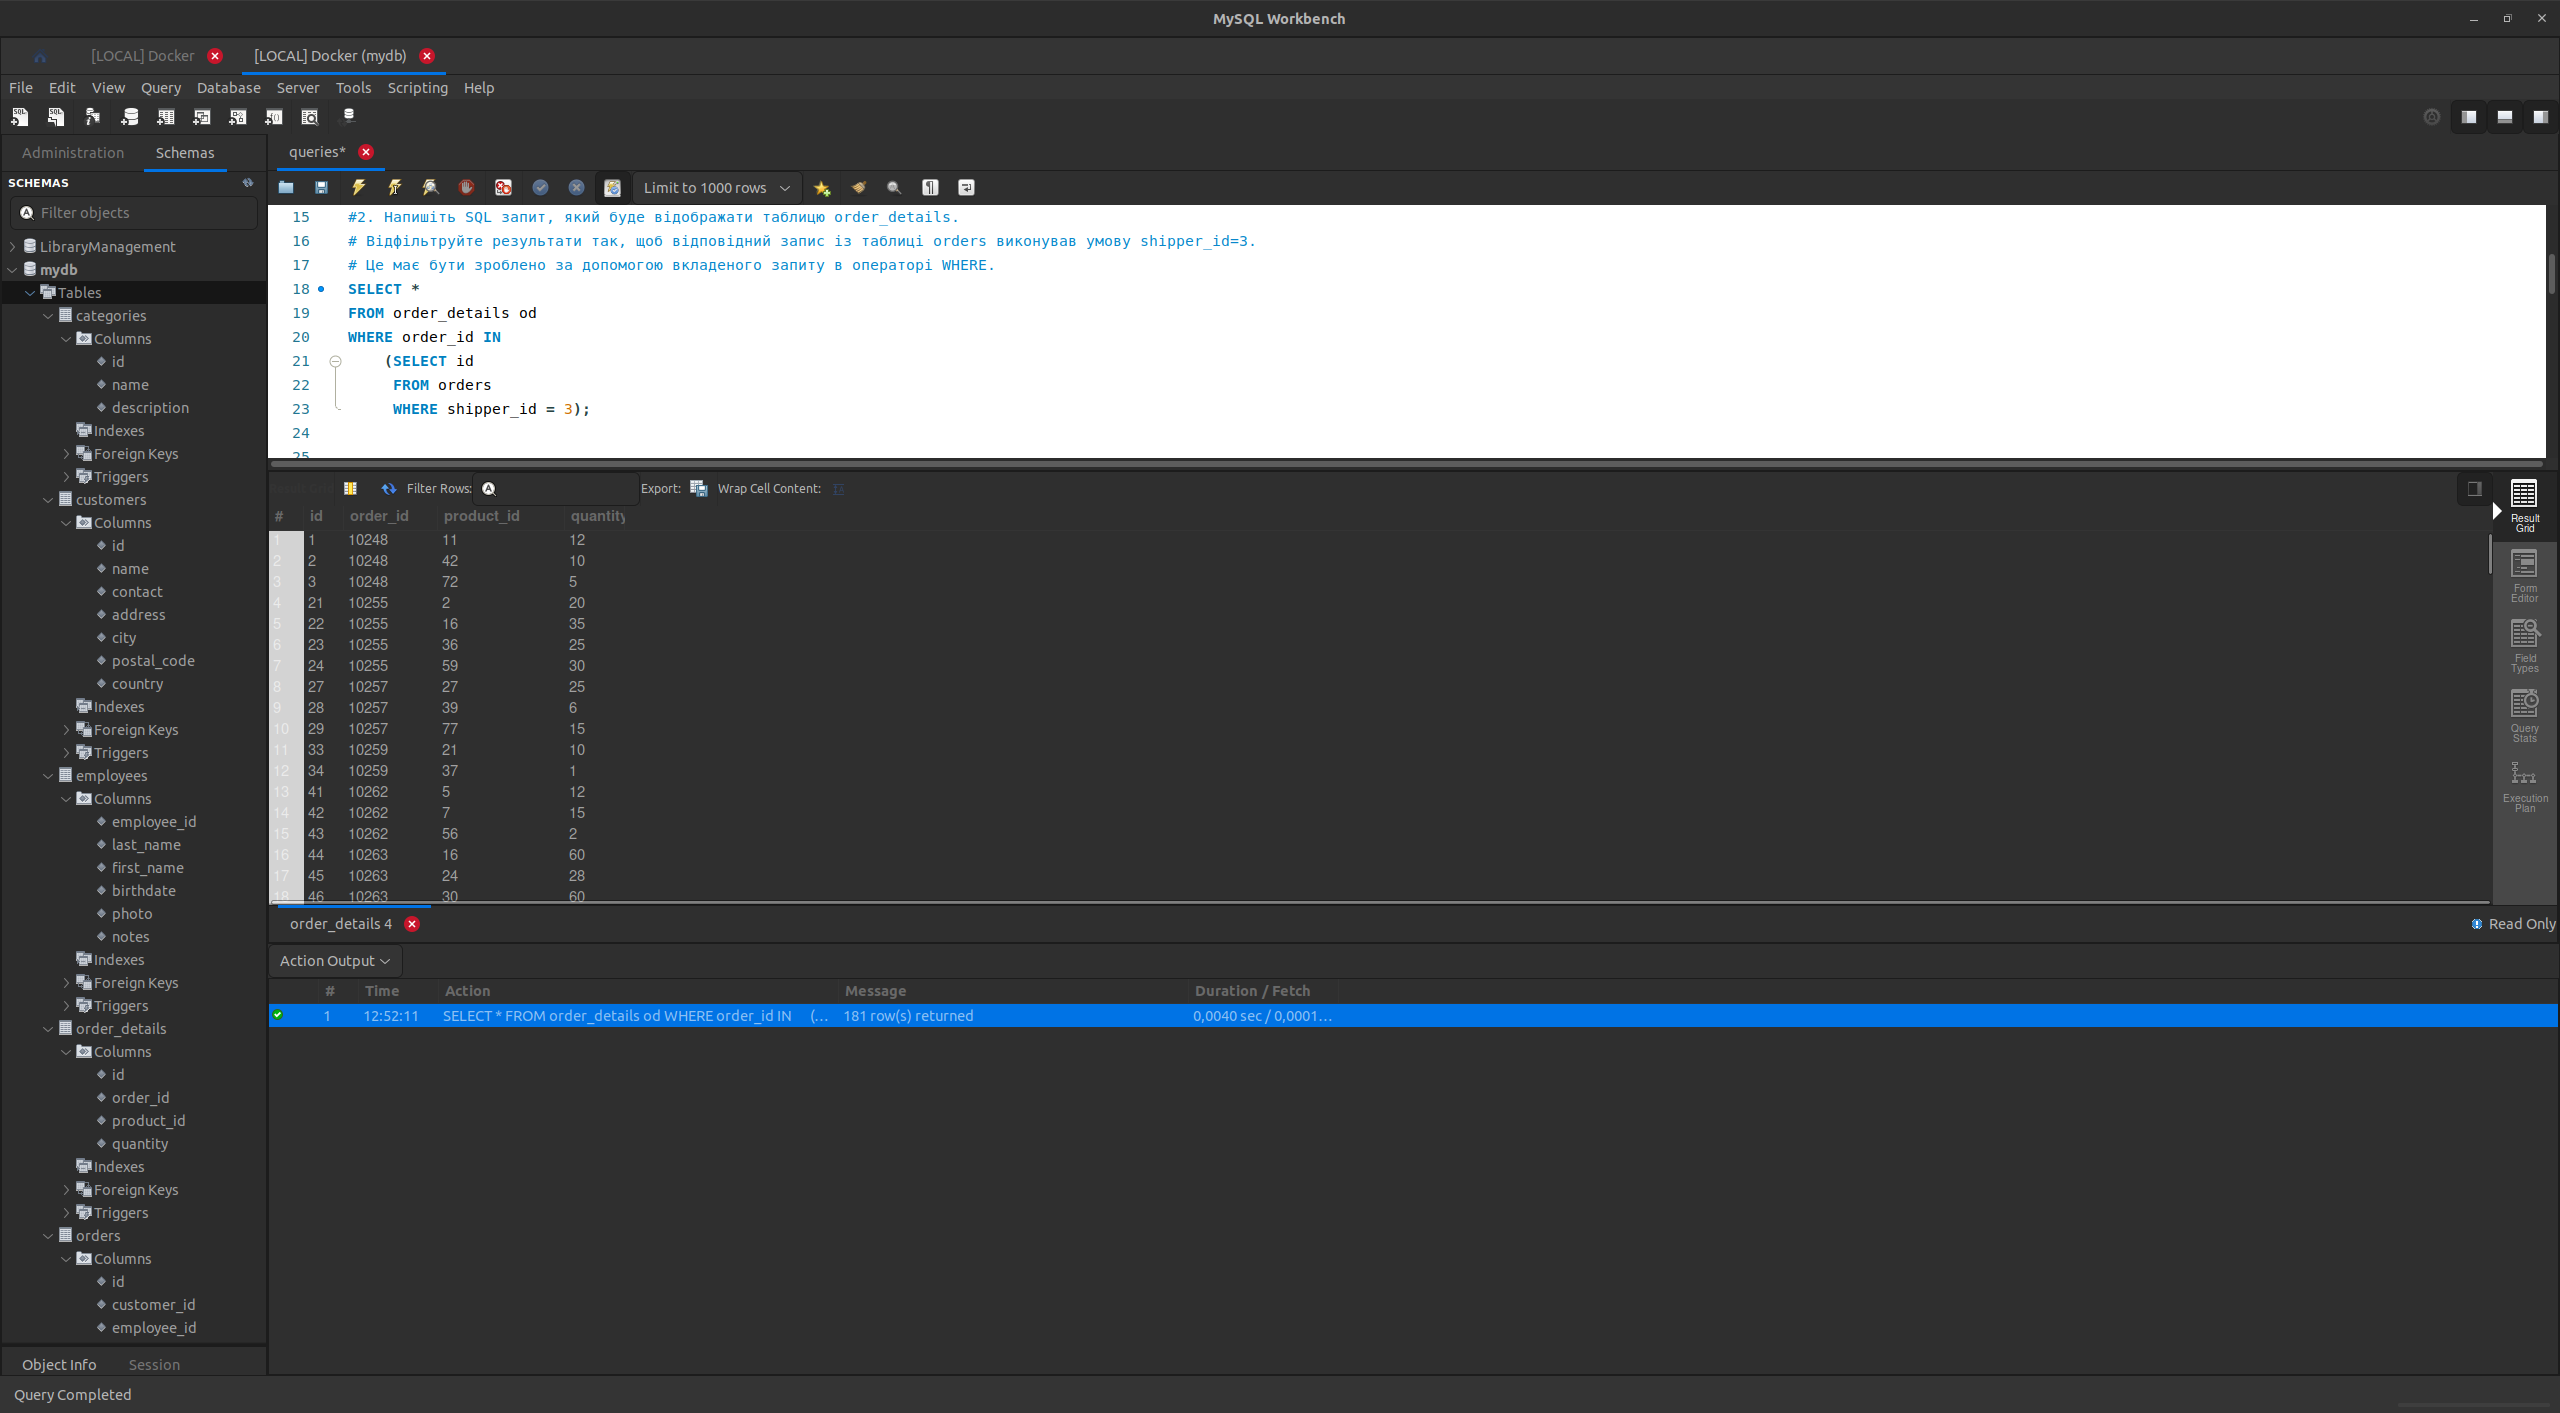 MySQL Workbench
[LOCAL] Docker
[LOCAL] Docker (mydb)
File Edit View Query Database Server Tools Scripting Help
Administration
Schemas
SCHEMAS
Filter objects
LibraryManagement
mydb
Tables
categories
Columns
id
name
description
Indexes
Foreign Keys
Triggers
customers
Columns
id
name
contact
address
city
postal_code
country
Indexes
Foreign Keys
Triggers
employees
Columns
employee_id
last_name
first_name
birthdate
photo
notes
Indexes
Foreign Keys
Triggers
order_details
Columns
id
order_id
product_id
quantity
Indexes
Foreign Keys
Triggers
orders
Columns
id
customer_id
employee_id
Object Info Session
Query Completed
queries*
Limit to 1000 rows
15 #2. Напишіть SQL запит, який буде відображати таблицю order_details.
16 # Відфільтруйте результати так, щоб відповідний запис із таблиці orders виконував умову shipper_id=3.
17 # Це має бути зроблено за допомогою вкладеного запиту в операторі WHERE.
18 SELECT *
19 FROM order_details od
20 WHERE order_id IN
21 (SELECT id
22 FROM orders
23 WHERE shipper_id = 3);
24
25
Filter Rows: Export: Wrap Cell Content:
# id order_id product_id quantity
1 1 10248 11 12
2 2 10248 42 10
3 3 10248 72 5
4 21 10255 2 20
5 22 10255 16 35
6 23 10255 36 25
7 24 10255 59 30
8 27 10257 27 25
9 28 10257 39 6
10 29 10257 77 15
11 33 10259 21 10
12 34 10259 37 1
13 41 10262 5 12
14 42 10262 7 15
15 43 10262 56 2
16 44 10263 16 60
17 45 10263 24 28
18 46 10263 30 60
Result
Grid
Form
Editor
Field
Types
Query
Stats
Execution
Plan
order_details 4
Read Only
Action Output
# Time Action Message Duration / Fetch
1 12:52:11 SELECT * FROM order_details od WHERE order_id IN (... 181 row(s) returned 0,0040 sec / 0,0001...